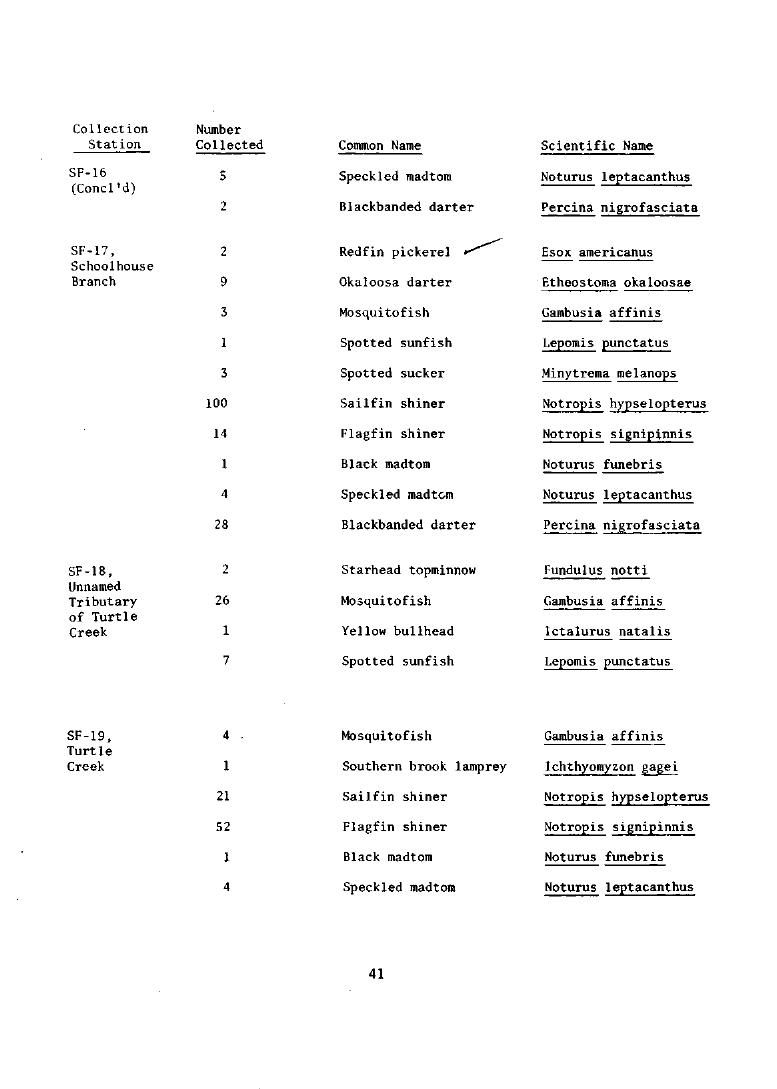 Collection Number
Station Collected Common Name Scientific Name
SF-16 5 Speckled madtom Noturus leptacanthus
(Concl'd)
2 Blackbanded darter Percina nigrofasciata
SF-17, 2 Redfin pickerel Esox americanus
Schoolhouse
Branch 9 Okaloosa darter Etheostoma okaloosae
3 Mosquitofish Gambusia affinis
1 Spotted sunfish Lepomis punctatus
3 Spotted sucker Minytrema melanops
100 Sailfin shiner Notropis hypselopterus
14 Flagfin shiner Notropis signipinnis
1 Black madtom Noturus funebris
4 Speckled madtom Noturus leptacanthus
28 Blackbanded darter Percina nigrofasciata
SF-18, 2 Starhead topminnow Fundulus notti
Unnamed
Tributary 26 Mosquitofish Gambusia affinis
of Turtle
Creek 1 Yellow bullhead Ictalurus natalis
7 Spotted sunfish Lepomis punctatus
SF-19, 4 Mosquitofish Gambusia affinis
Turtle
Creek 1 Southern brook lamprey Ichthyomyzon gagei
21 Sailfin shiner Notropis hypselopterus
52 Flagfin shiner Notropis signipinnis
1 Black madtom Noturus funebris
4 Speckled madtom Noturus leptacanthus
41